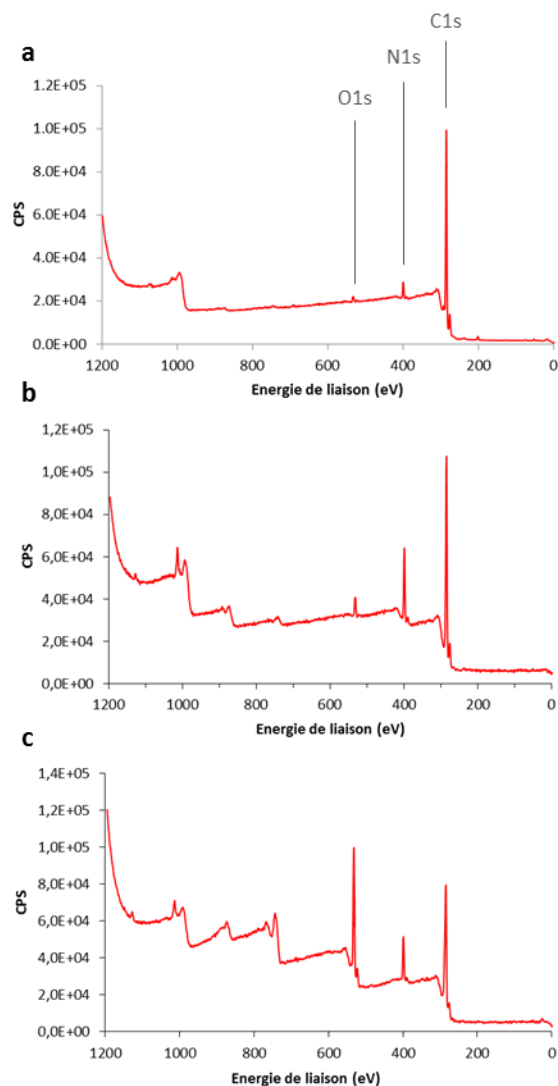 C1s
a
N1s
O1s
1.2E+05
1.0E+05
8.0E+04
6.0E+04
4.0E+04
2.0E+04
0.0E+00
CPS
1200 1000 800 600 400 200 0
Energie de liaison (eV)
b
1,2E+05
1,0E+05
8,0E+04
6,0E+04
4,0E+04
2,0E+04
0,0E+00
CPS
1200 1000 800 600 400 200 0
Energie de liaison (eV)
c
1,4E+05
1,2E+05
1,0E+05
8,0E+04
6,0E+04
4,0E+04
2,0E+04
0,0E+00
CPS
1200 1000 800 600 400 200 0
Energie de liaison (eV)